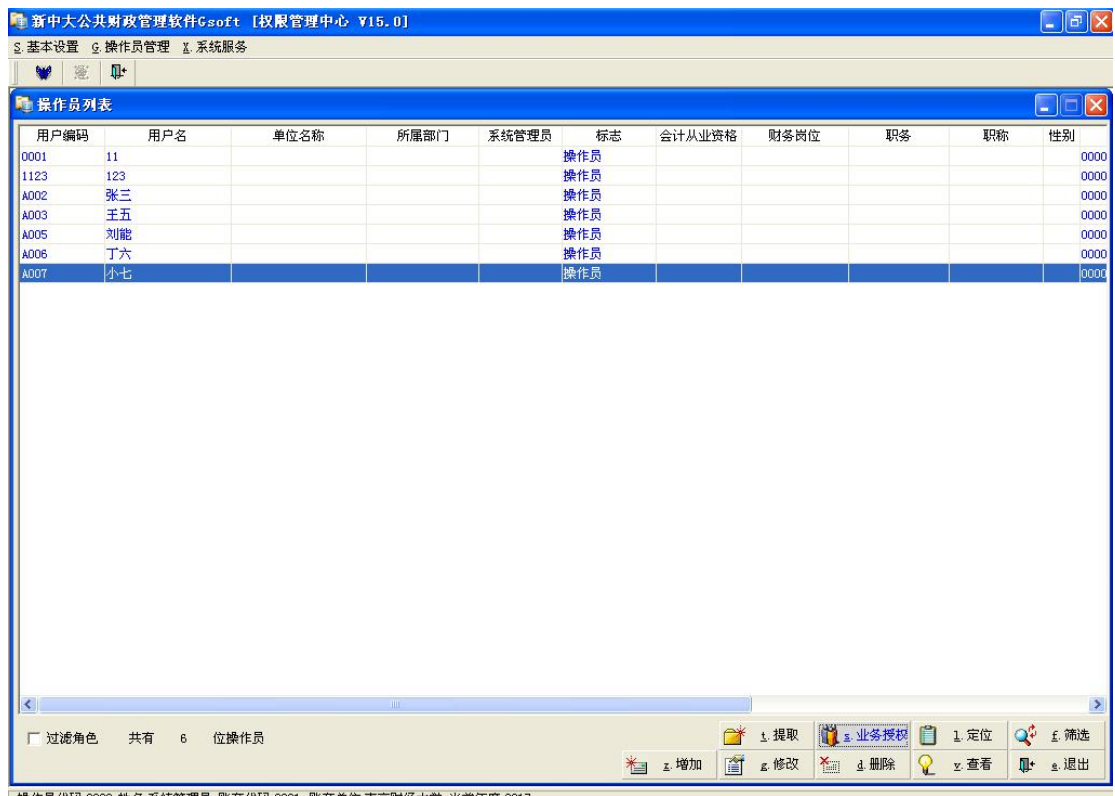 新中大公共财政管理软件Gsoft [权限管理中心 V15.0]
S.基本设置 G.操作员管理 X.系统服务
操作员列表
用户编码 用户名 单位名称 所属部门 系统管理员 标志 会计从业资格 财务岗位 职务 职称 性别
0001 11 操作员 0000
1123 123 操作员 0000
A002 张三 操作员 0000
A003 王五 操作员 0000
A005 刘能 操作员 0000
A006 丁六 操作员 0000
A007 小七 操作员 0000
过滤角色 共有 6 位操作员
t.提取 s.业务授权 l.定位 f.筛选
z.增加 g.修改 d.删除 v.查看 e.退出